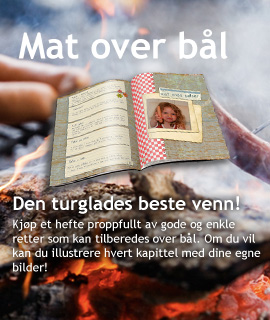 Mat over bål
Den turglades beste venn!
Kjøp et hefte proppfullt av gode og enkle
retter som kan tilberedes over bål. Om du vil
kan du illustrere hvert kapittel med dine egne
bilder!